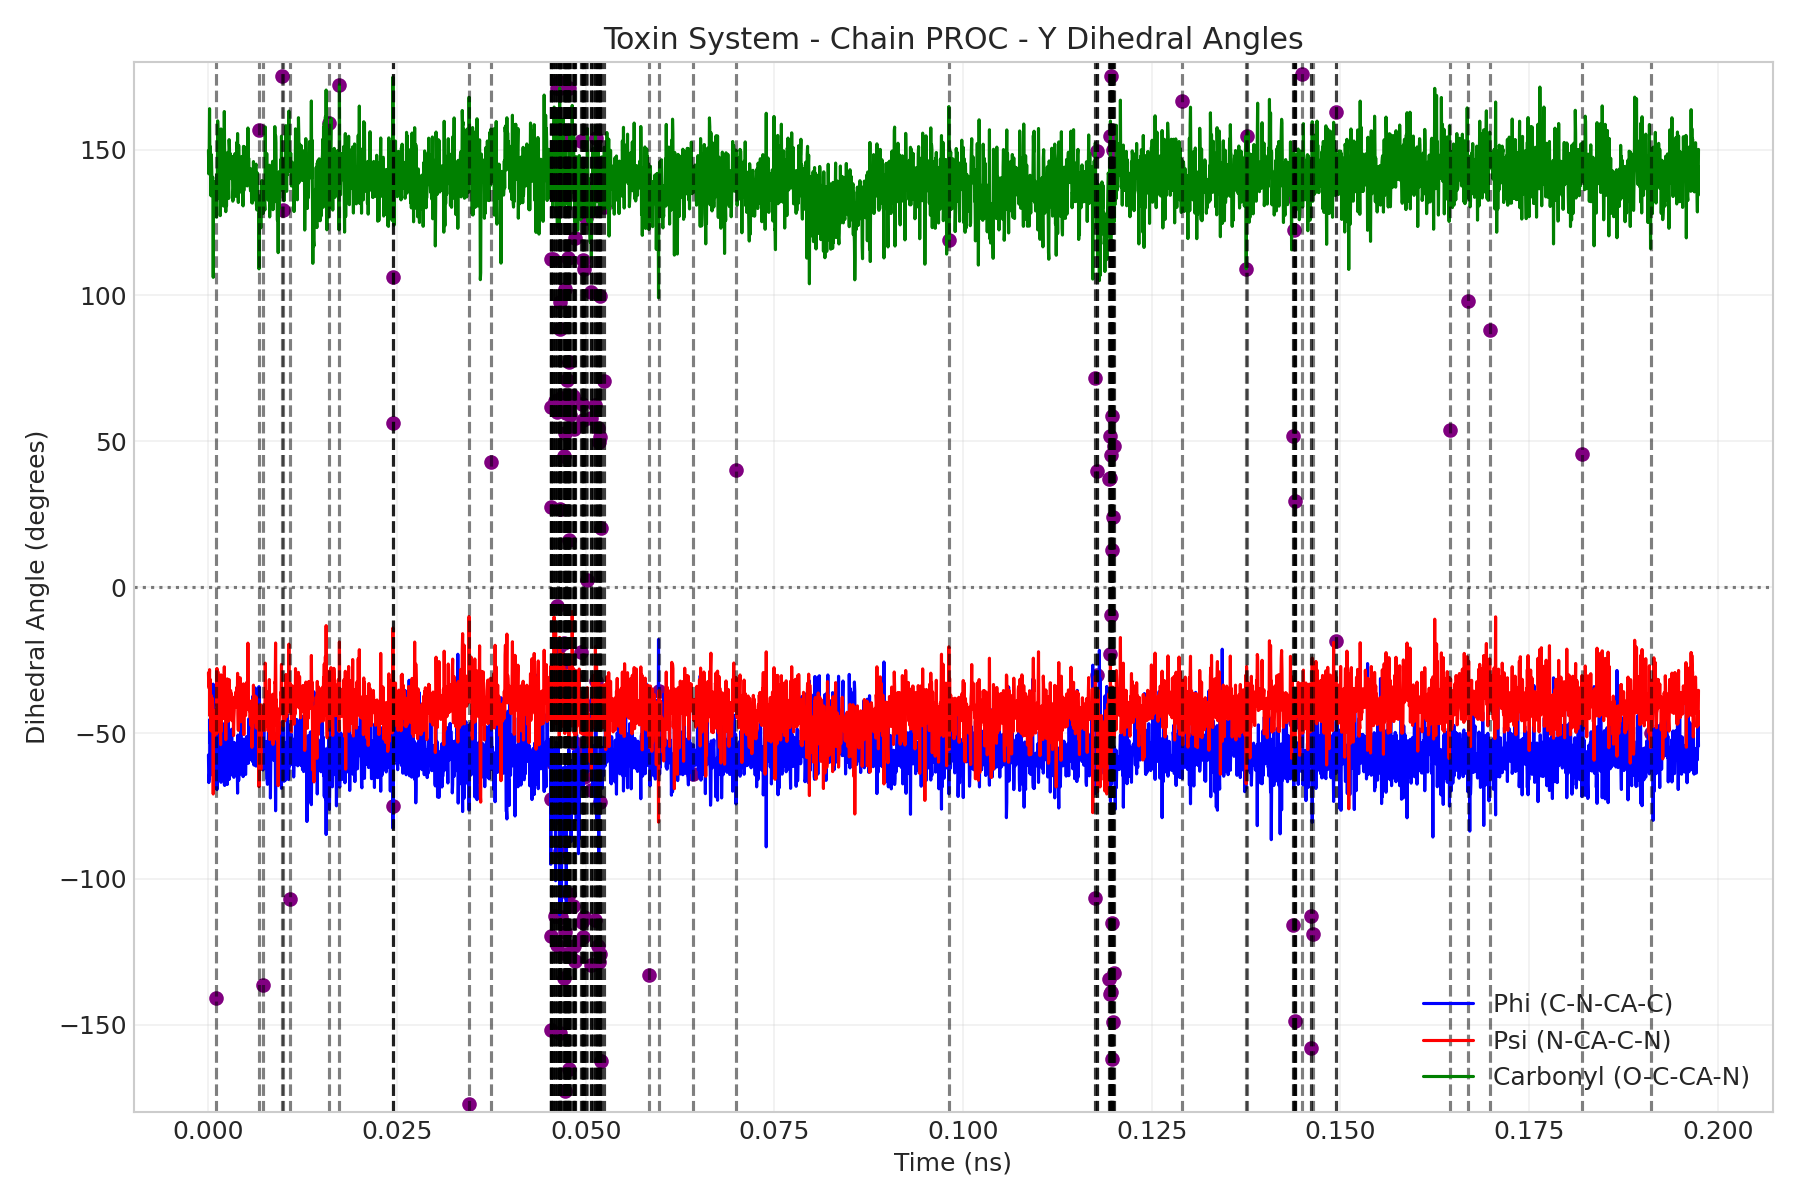 Toxin System - Chain PROC - Y Dihedral Angles
Dihedral Angle (degrees)
150
100
50
0
−50
−100
−150
Phi (C-N-CA-C)
Psi (N-CA-C-N)
Carbonyl (O-C-CA-N)
0.000 0.025 0.050 0.075 0.100 0.125 0.150 0.175 0.200
Time (ns)